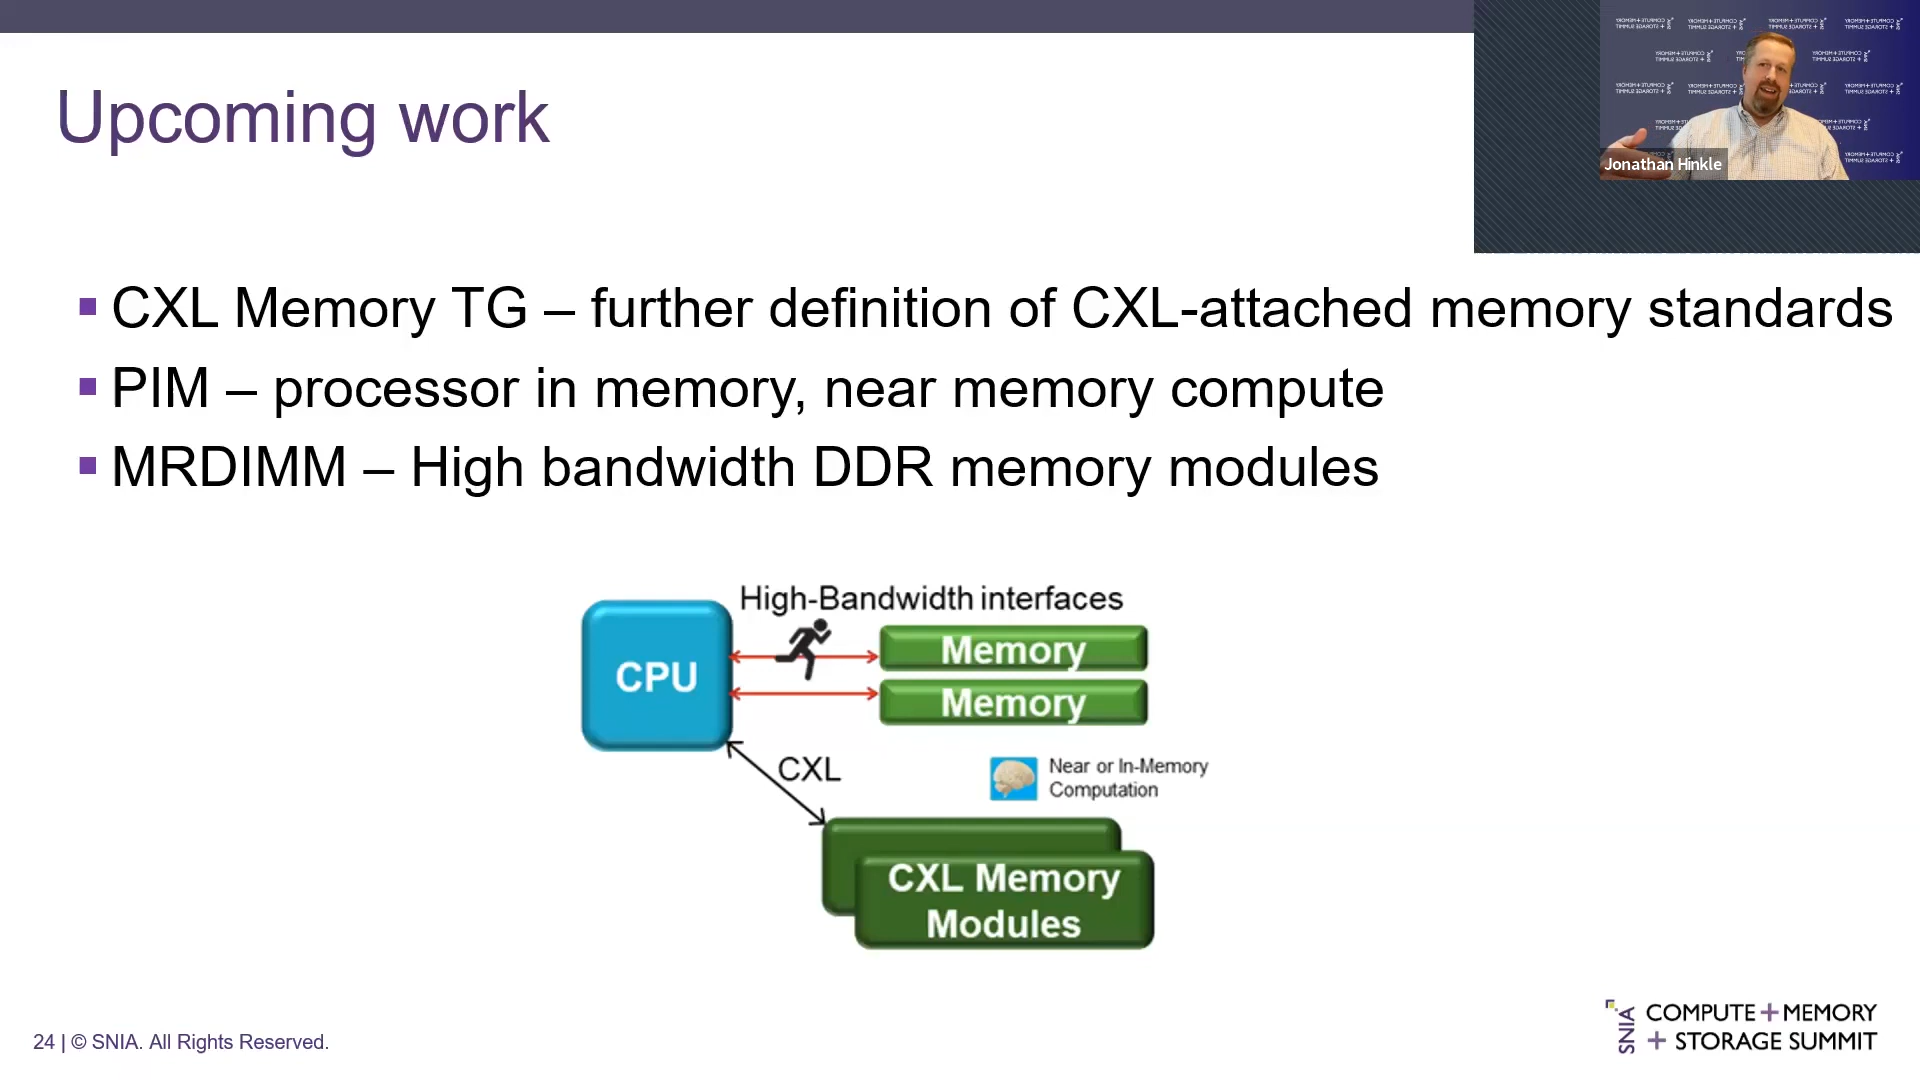 Upcoming work
Jonathan Hinkle
CXL Memory TG – further definition of CXL-attached memory standards
PIM – processor in memory, near memory compute
MRDIMM – High bandwidth DDR memory modules
High-Bandwidth interfaces
CPU
Memory
Memory
CXL
Near or In-Memory
Computation
CXL Memory
Modules
24 | © SNIA. All Rights Reserved.
SNIA
COMPUTE+MEMORY
+ STORAGE SUMMIT